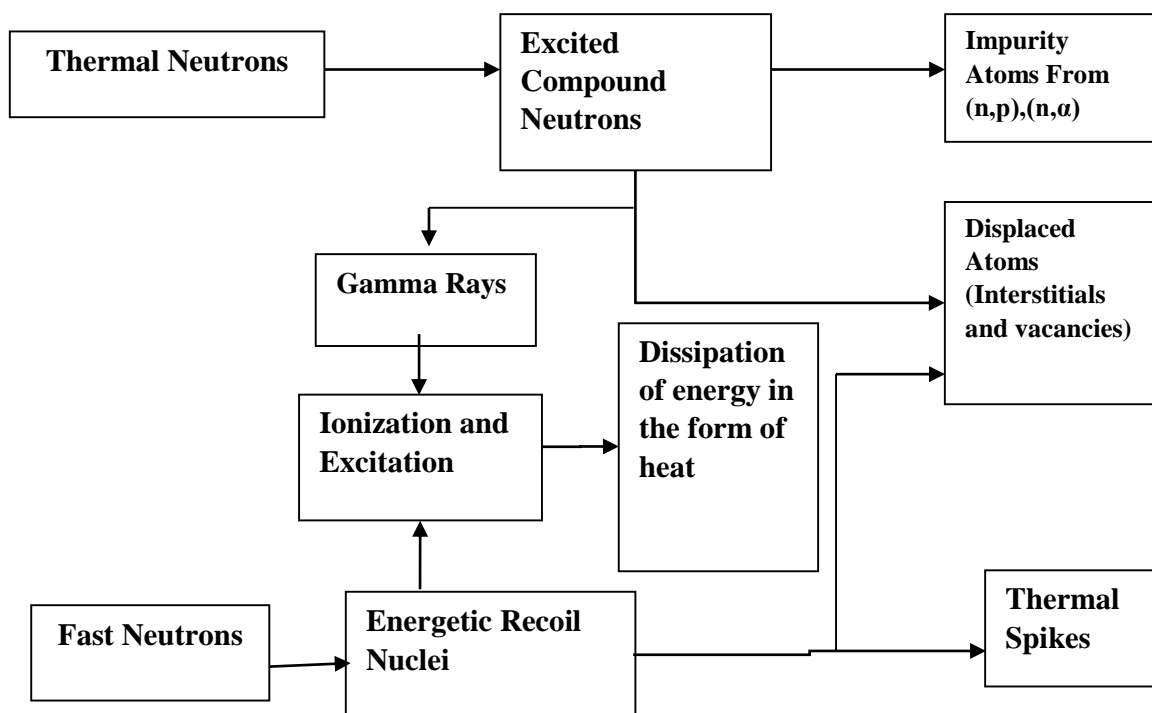 Thermal Neutrons
Excited
Compound
Neutrons
Impurity
Atoms From
(n,p),(n,α)
Displaced
Atoms
(Interstitials
and vacancies)
Gamma Rays
Dissipation
of energy in
the form of
heat
Ionization and
Excitation
Fast Neutrons
Energetic Recoil
Nuclei
Thermal
Spikes